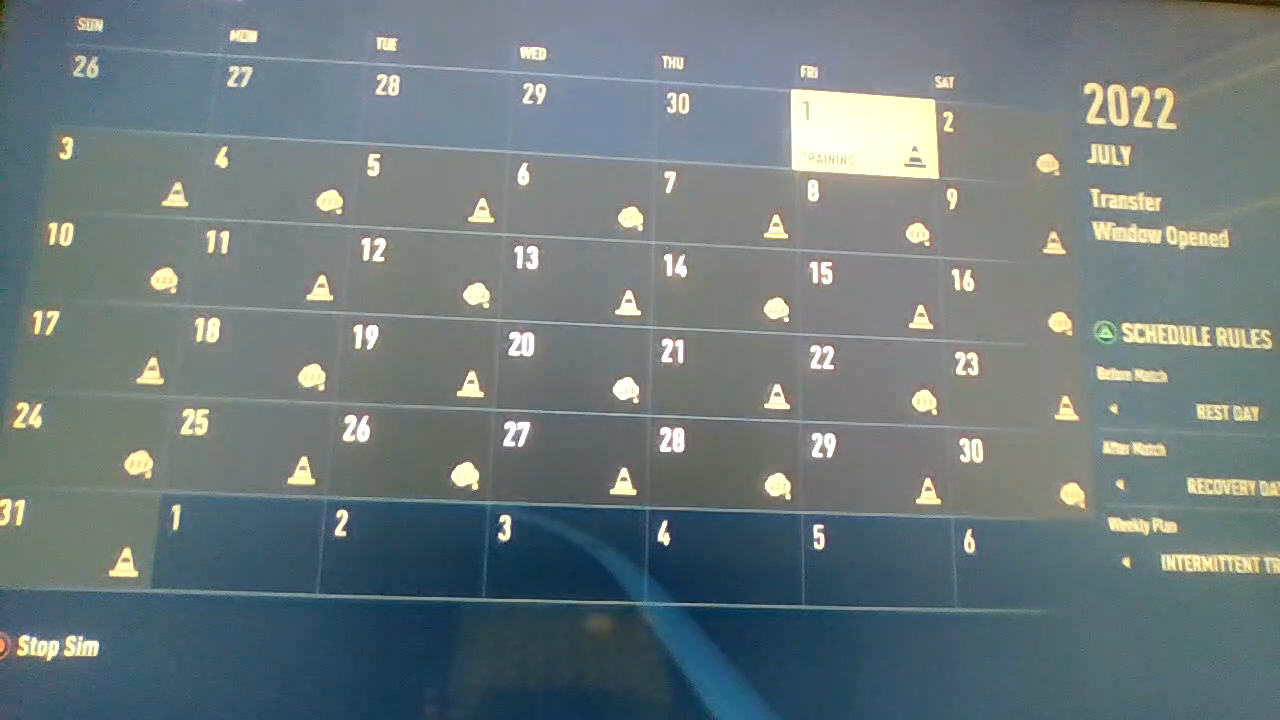 SUN MON TUE WED THU FRI SAT
26 27 28 29 30 1 2
TRAINING
3 4 5 6 7 8 9
10 11 12 13 14 15 16
17 18 19 20 21 22 23
24 25 26 27 28 29 30
31 1 2 3 4 5 6
Stop Sim
2022
JULY
Transfer
Window Opened
SCHEDULE RULES
Before Match
REST DAY
After Match
RECOVERY DA
Weekly Plan
INTERMITTENT TR